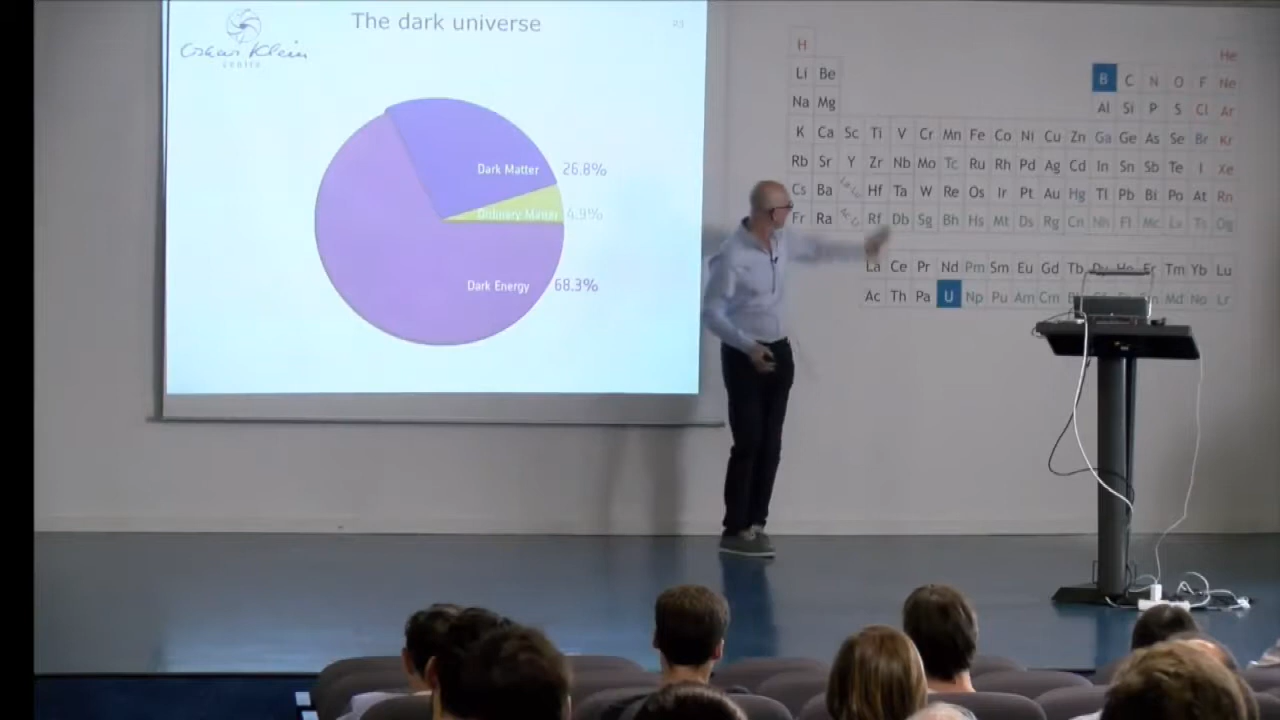 The dark universe
23
Oskar Klein
centre
Dark Matter 26.8%
Ordinary Matter 4.9%
Dark Energy 68.3%
H He
Li Be B C N O F Ne
Na Mg Al Si P S Cl Ar
K Ca Sc Ti V Cr Mn Fe Co Ni Cu Zn Ga Ge As Se Br Kr
Rb Sr Y Zr Nb Mo Tc Ru Rh Pd Ag Cd In Sn Sb Te I Xe
Cs Ba La-Lu Hf Ta W Re Os Ir Pt Au Hg Tl Pb Bi Po At Rn
Fr Ra Rf Db Sg Bh Hs Mt Ds Rg Cn Nh Fl Mc Lv Ts Og
La Ce Pr Nd Pm Sm Eu Gd Tb Dy Ho Er Tm Yb Lu
Ac Th Pa U Np Pu Am Cm Md No Lr